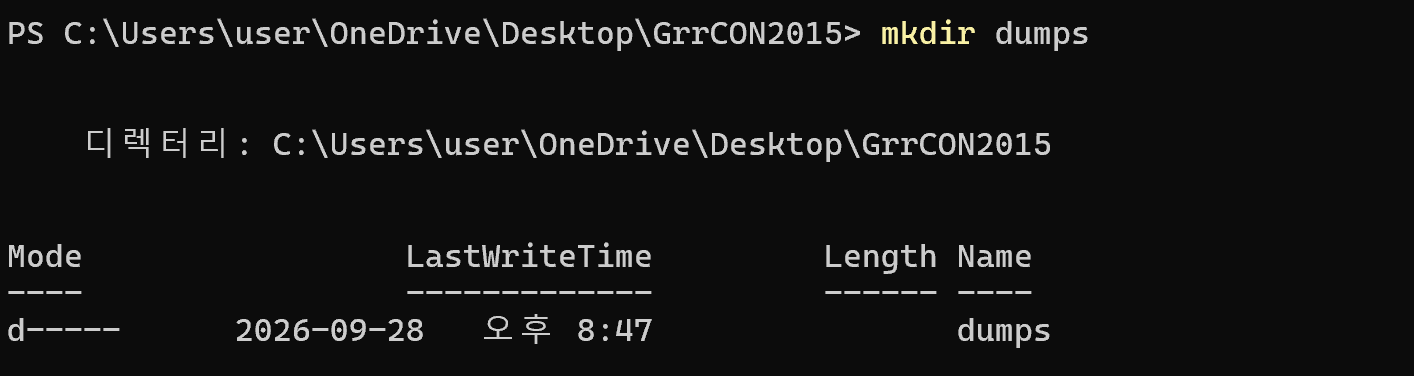 PS C:\Users\user\OneDrive\Desktop\GrrCON2015> mkdir dumps
디렉터리: C:\Users\user\OneDrive\Desktop\GrrCON2015
Mode                 LastWriteTime         Length Name
----                 -------------         ------ ----
d-----      2026-09-28   오후 8:47                dumps